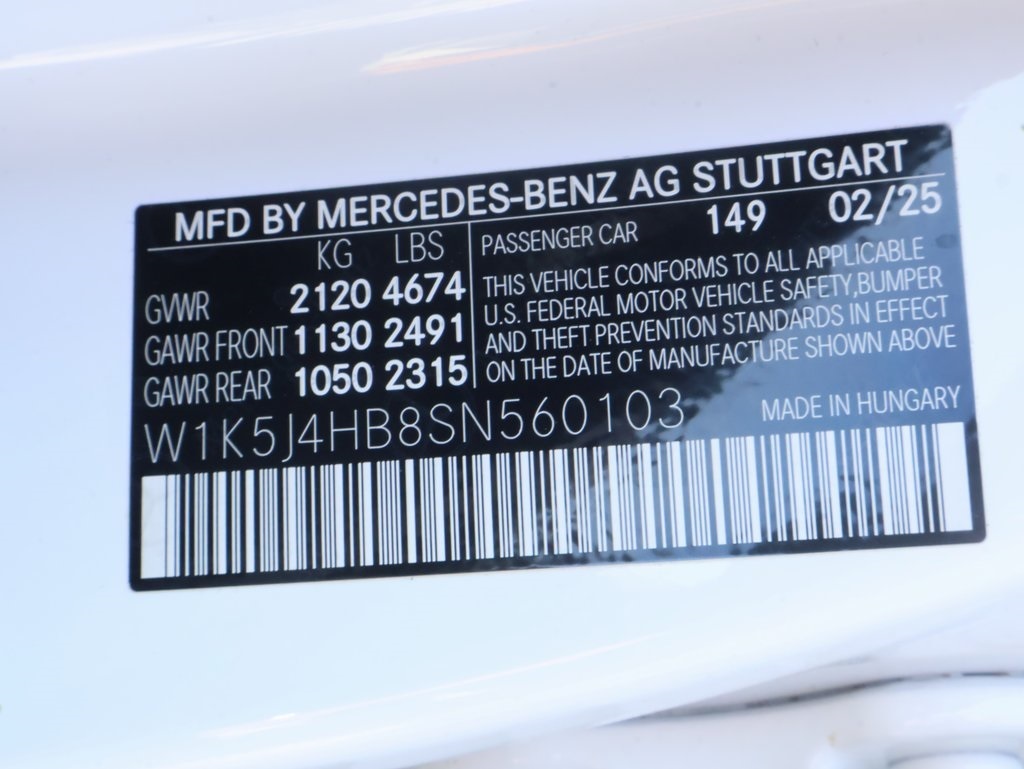 MFD BY MERCEDES-BENZ AG STUTTGART
KG LBS
GVWR 2120 4674
GAWR FRONT 1130 2491
GAWR REAR 1050 2315
PASSENGER CAR 149 02/25
THIS VEHICLE CONFORMS TO ALL APPLICABLE
U.S. FEDERAL MOTOR VEHICLE SAFETY,BUMPER
AND THEFT PREVENTION STANDARDS IN EFFECT
ON THE DATE OF MANUFACTURE SHOWN ABOVE
W1K5J4HB8SN560103
MADE IN HUNGARY